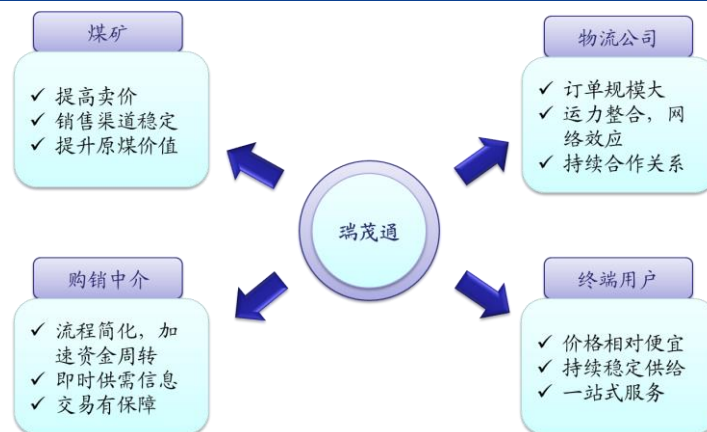 煤矿
✓ 提高卖价
✓ 销售渠道稳定
✓ 提升原煤价值
物流公司
✓ 订单规模大
✓ 运力整合，网
络效应
✓ 持续合作关系
瑞茂通
购销中介
✓ 流程简化，加
速资金周转
✓ 即时供需信息
✓ 交易有保障
终端用户
✓ 价格相对便宜
✓ 持续稳定供给
✓ 一站式服务